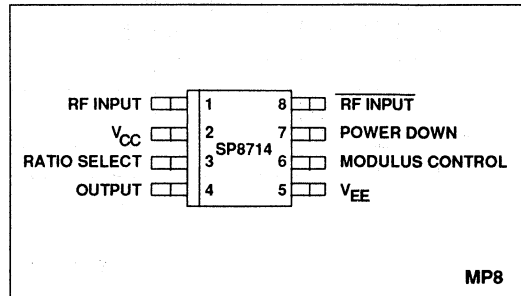 RF INPUT 1 8 RF INPUT
VCC 2 7 POWER DOWN
SP8714
RATIO SELECT 3 6 MODULUS CONTROL
OUTPUT 4 5 VEE
MP8